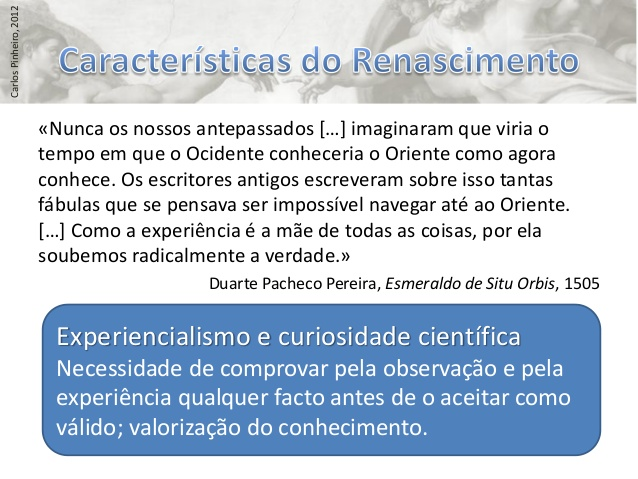 Carlos Pinheiro, 2012
Características do Renascimento
«Nunca os nossos antepassados […] imaginaram que viria o
tempo em que o Ocidente conheceria o Oriente como agora
conhece. Os escritores antigos escreveram sobre isso tantas
fábulas que se pensava ser impossível navegar até ao Oriente.
[…] Como a experiência é a mãe de todas as coisas, por ela
soubemos radicalmente a verdade.»
Duarte Pacheco Pereira, Esmeraldo de Situ Orbis, 1505
Experiencialismo e curiosidade científica
Necessidade de comprovar pela observação e pela
experiência qualquer facto antes de o aceitar como
válido; valorização do conhecimento.